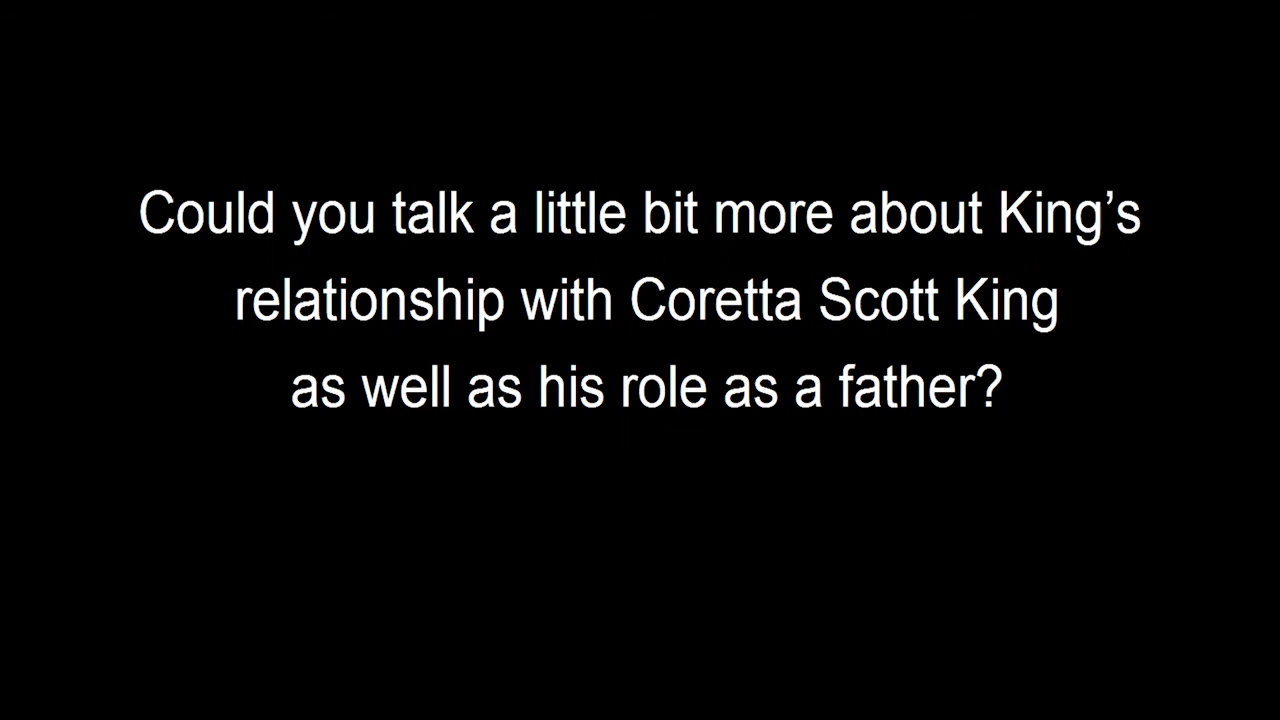 Could you talk a little bit more about King’s
relationship with Coretta Scott King
as well as his role as a father?